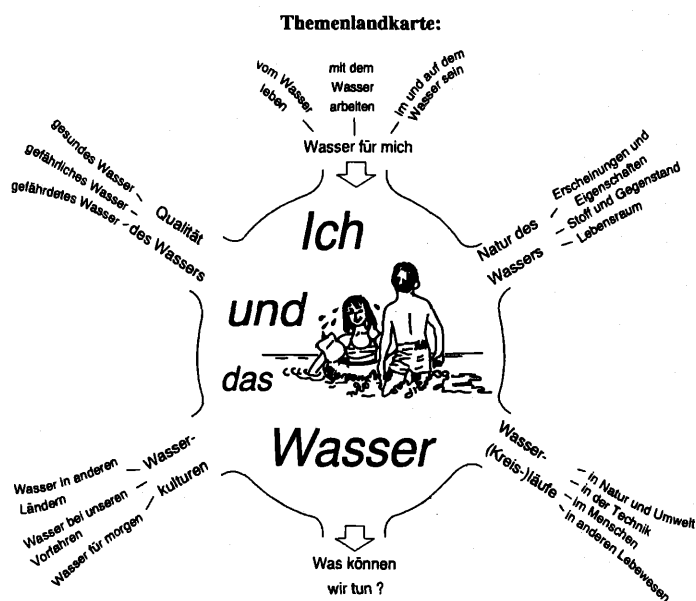 Themenlandkarte:
vom Wasser
leben
mit dem
Wasser
arbeiten
im und auf dem
Wasser sein
Wasser für mich
gesundes Wasser
gefährliches Wasser
gefährdetes Wasser
Qualität
des Wassers
Natur des
Wassers
Erscheinungen und
Eigenschaften
Stoff und Gegenstand
Lebensraum
Ich
und
das
Wasser
Wasser-
kulturen
Wasser in anderen
Ländern
Wasser bei unseren
Vorfahren
Wasser für morgen
Wasser-
(Kreis-)läufe
in Natur und Umwelt
in der Technik
im Menschen
in anderen Lebewesen
Was können
wir tun ?